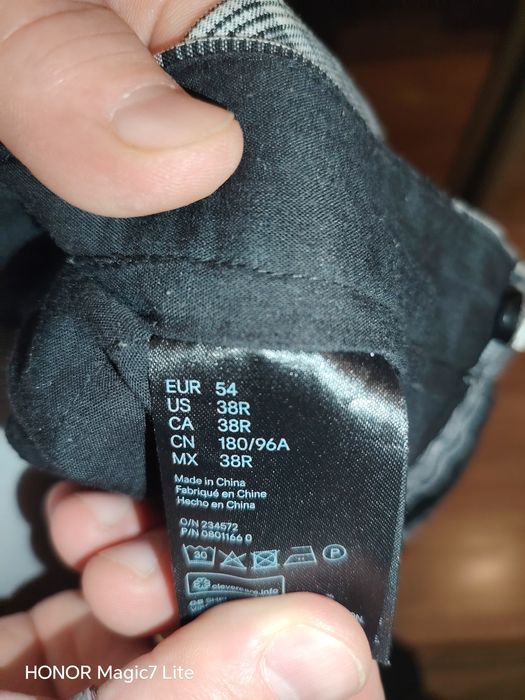 EUR 54
US 38R
CA 38R
CN 180/96A
MX 38R
Made in China
Fabriqué en Chine
Hecho en China
O/N 234572
P/N 0801166 0
30
P
clevercare.info
HONOR Magic7 Lite